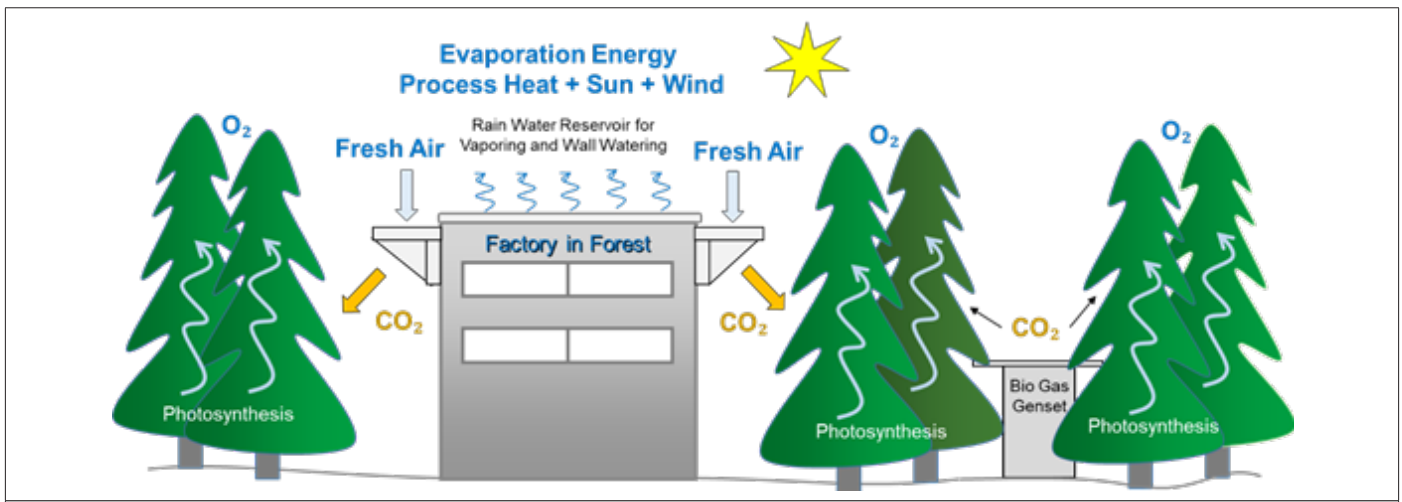 Evaporation Energy
Process Heat + Sun + Wind
Rain Water Reservoir for
Vaporing and Wall Watering
O₂
Fresh Air
Fresh Air
O₂
O₂
Factory in Forest
CO₂
CO₂
CO₂
Bio Gas
Genset
Photosynthesis
Photosynthesis
Photosynthesis